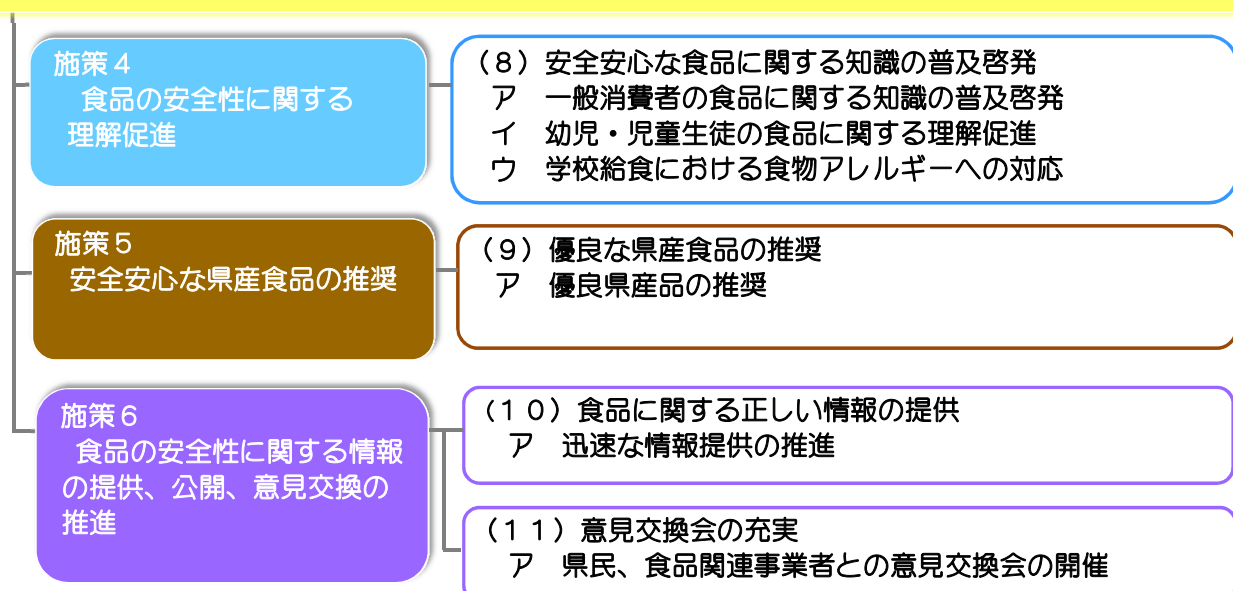 施策４
食品の安全性に関する
理解促進
（８）安全安心な食品に関する知識の普及啓発
ア　一般消費者の食品に関する知識の普及啓発
イ　幼児・児童生徒の食品に関する理解促進
ウ　学校給食における食物アレルギーへの対応
施策５
安全安心な県産食品の推奨
（９）優良な県産食品の推奨
ア　優良県産品の推奨
施策６
食品の安全性に関する情報
の提供、公開、意見交換の
推進
（１０）食品に関する正しい情報の提供
ア　迅速な情報提供の推進
（１１）意見交換会の充実
ア　県民、食品関連事業者との意見交換会の開催